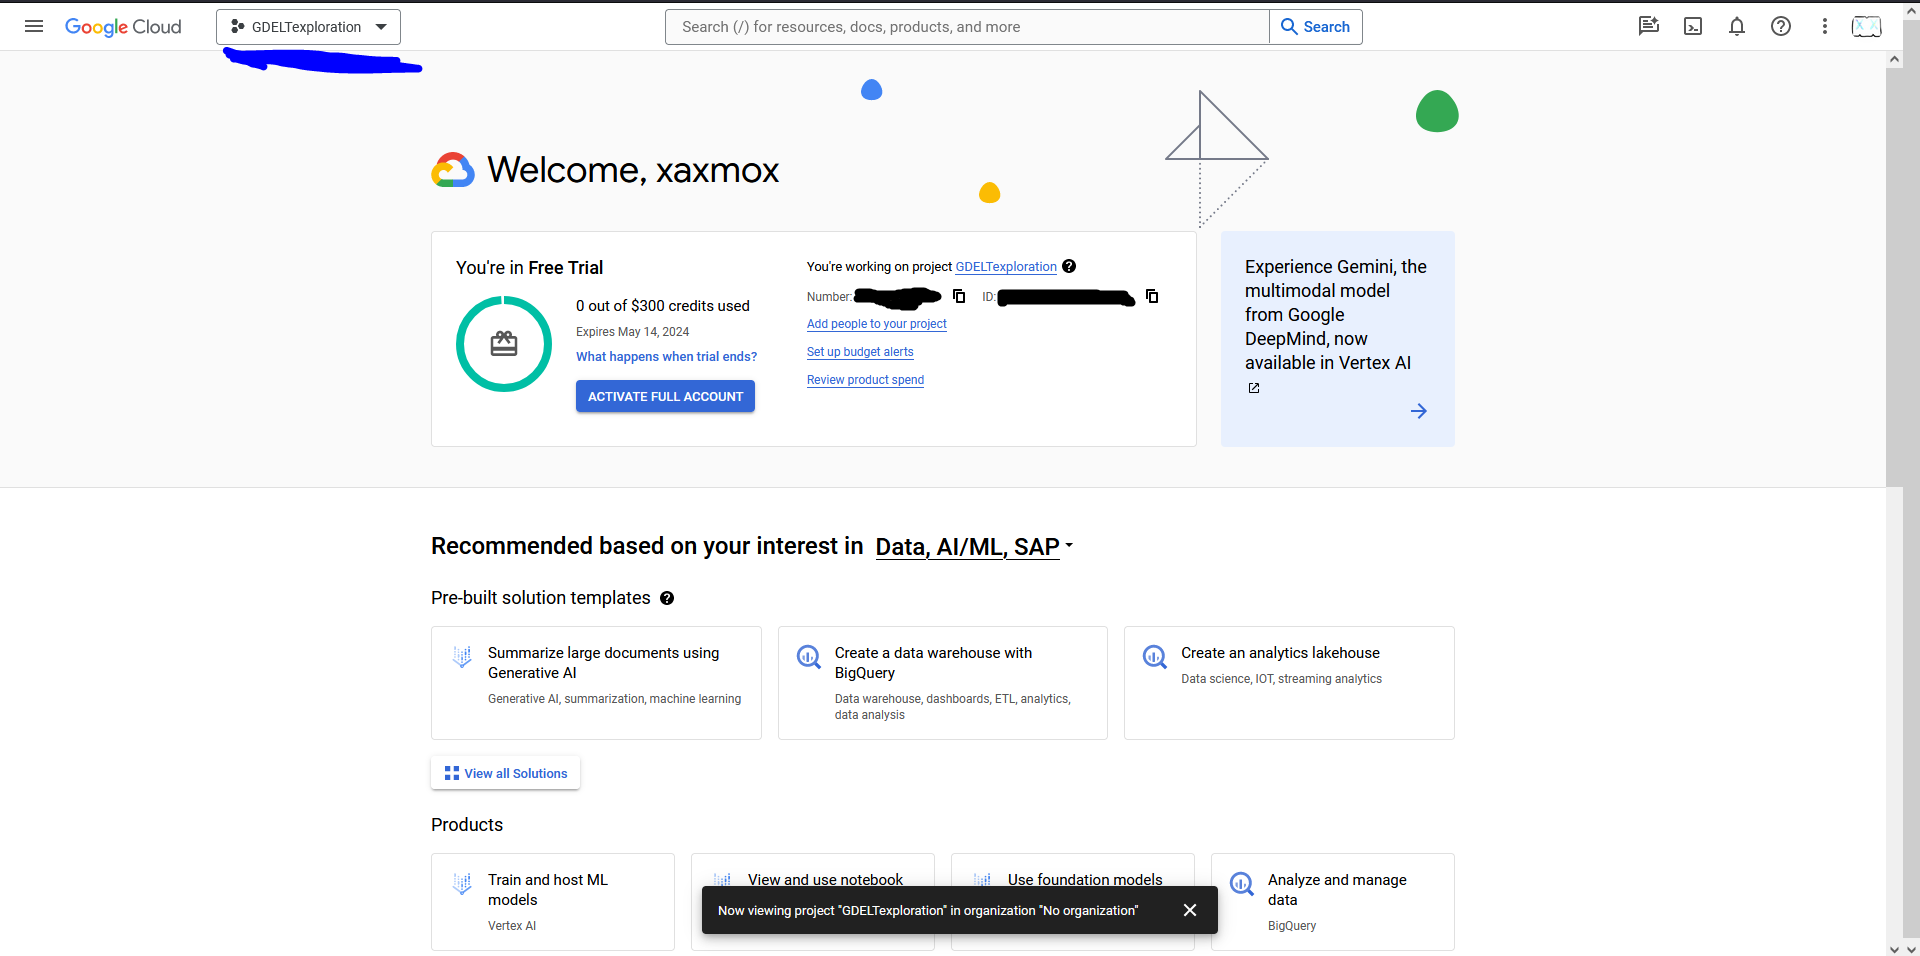 Google Cloud
GDELTexploration
Search (/) for resources, docs, products, and more
Search
Welcome, xaxmox
You're in Free Trial
0 out of $300 credits used
Expires May 14, 2024
What happens when trial ends?
ACTIVATE FULL ACCOUNT
You're working on project GDELTexploration
Number:
ID:
Add people to your project
Set up budget alerts
Review product spend
Experience Gemini, the
multimodal model
from Google
DeepMind, now
available in Vertex AI
Recommended based on your interest in Data, AI/ML, SAP
Pre-built solution templates
Summarize large documents using
Generative AI
Generative AI, summarization, machine learning
Create a data warehouse with
BigQuery
Data warehouse, dashboards, ETL, analytics,
data analysis
Create an analytics lakehouse
Data science, IOT, streaming analytics
View all Solutions
Products
Train and host ML
models
Vertex AI
View and use notebook
Use foundation models
Analyze and manage
data
BigQuery
Now viewing project "GDELTexploration" in organization "No organization"